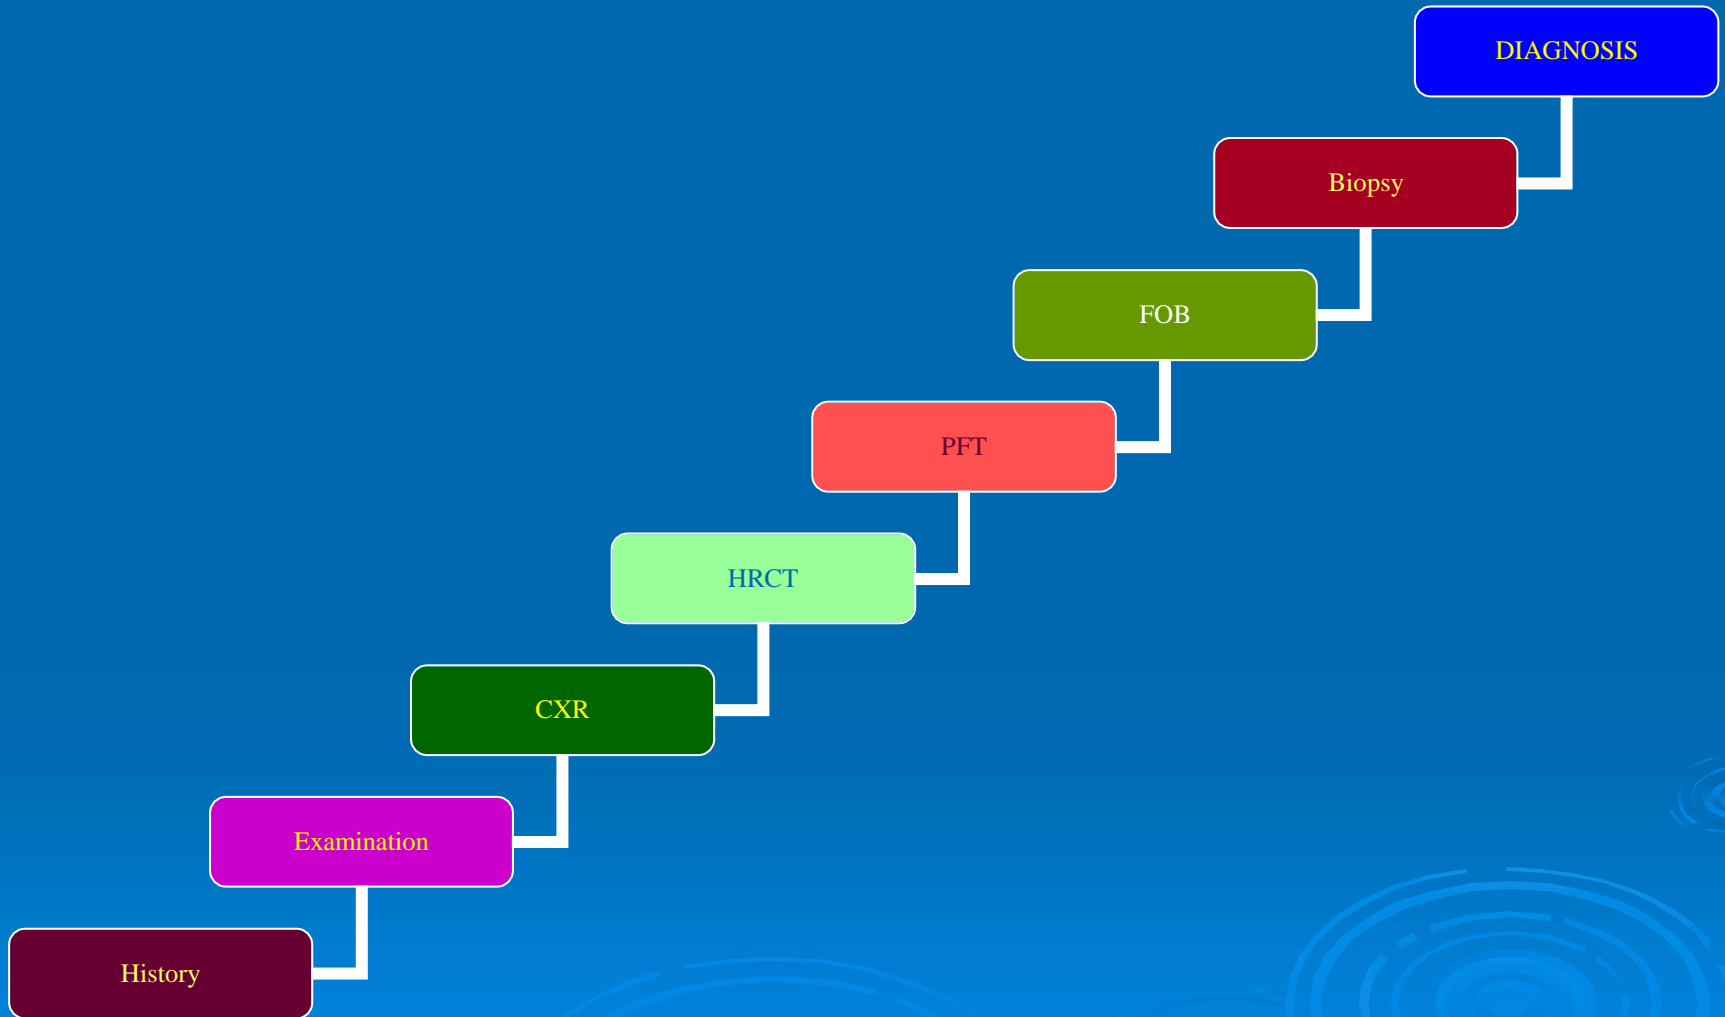 DIAGNOSIS
Biopsy
FOB
PFT
HRCT
CXR
Examination
History